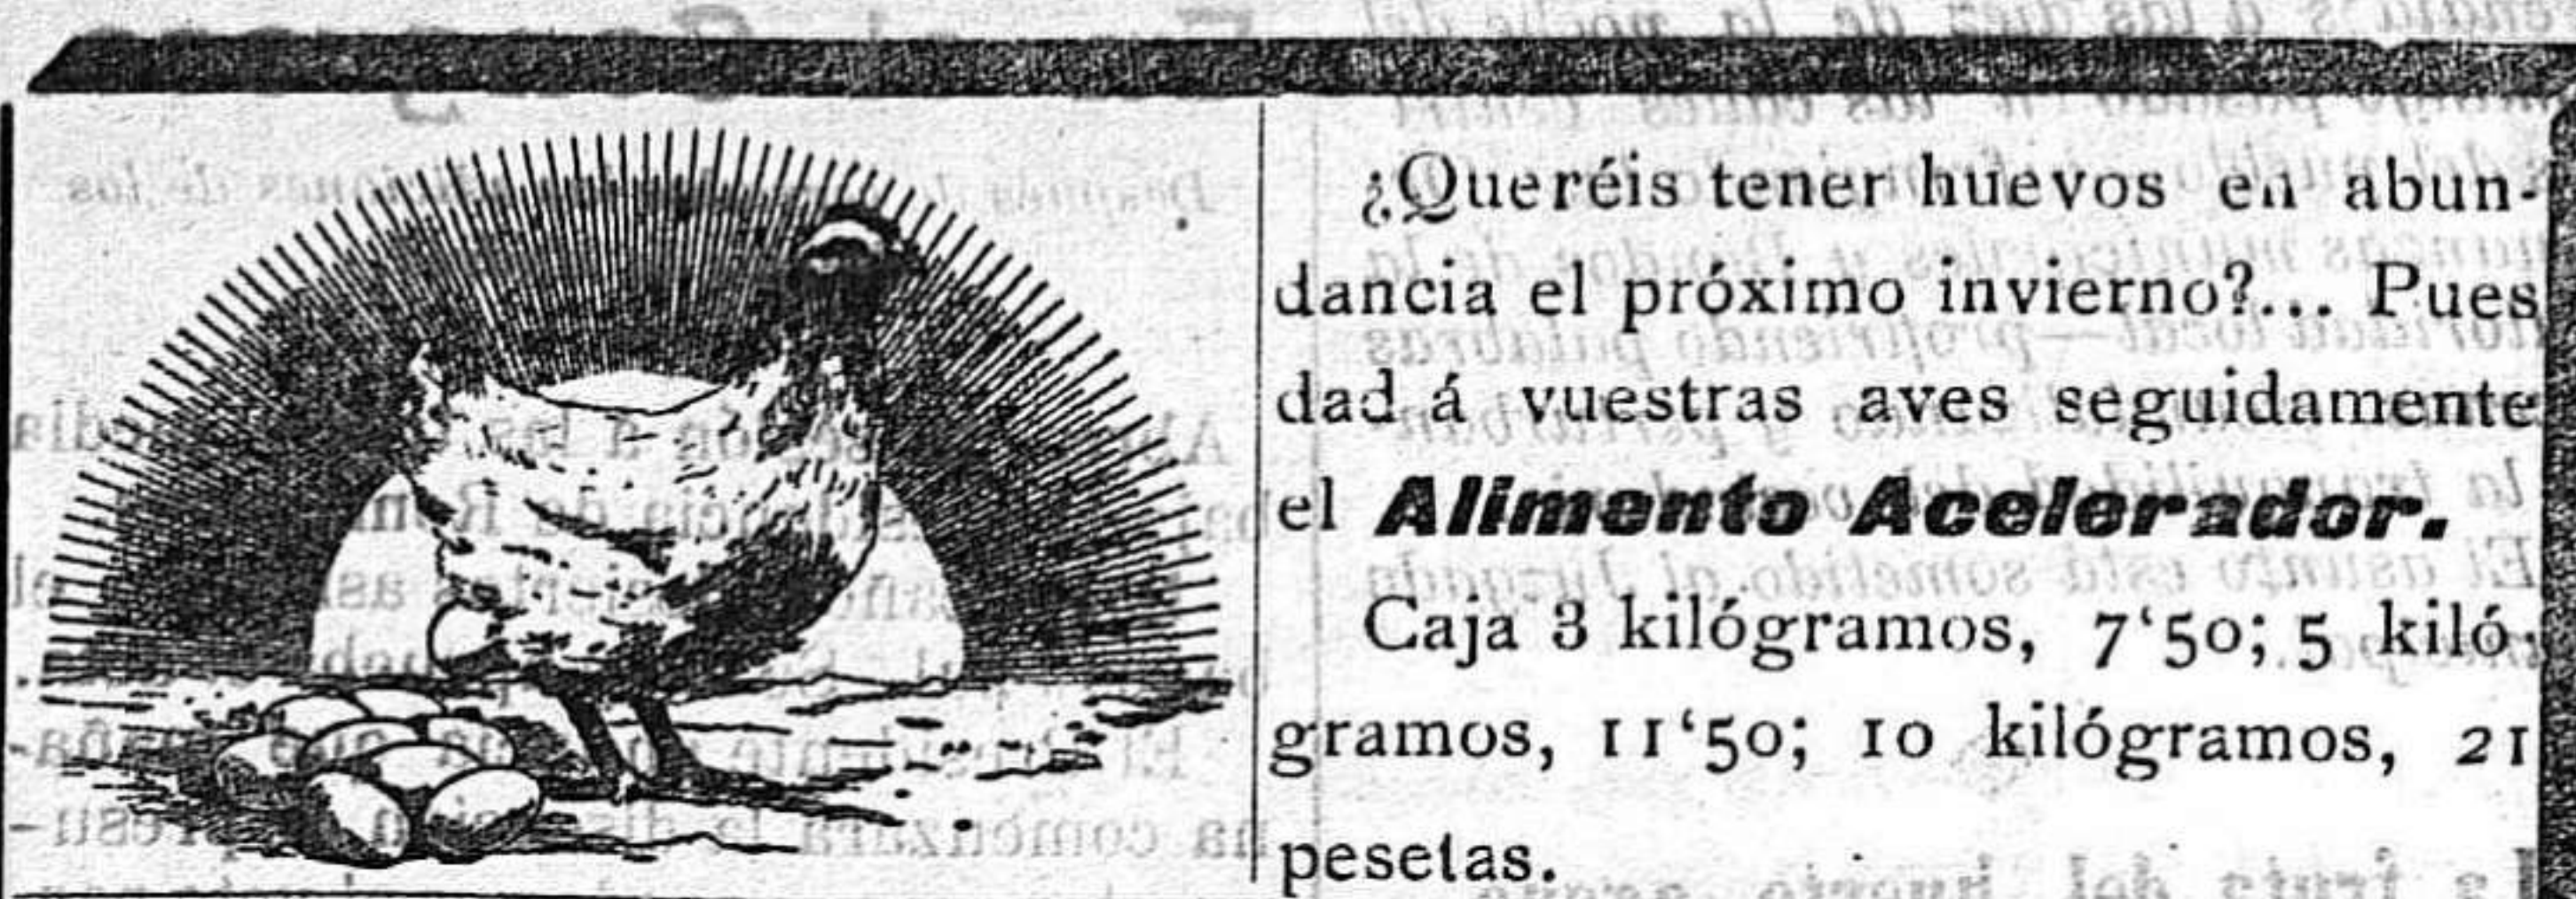 ¿Queréis tener huevos en abun-
dancia el próximo invierno?... Pues
dad á vuestras aves seguidamente
el Alimento Acelerador.
Caja 3 kilógramos, 7‘50; 5 kiló-
gramos, 11‘50; 10 kilógramos, 21
pesetas.